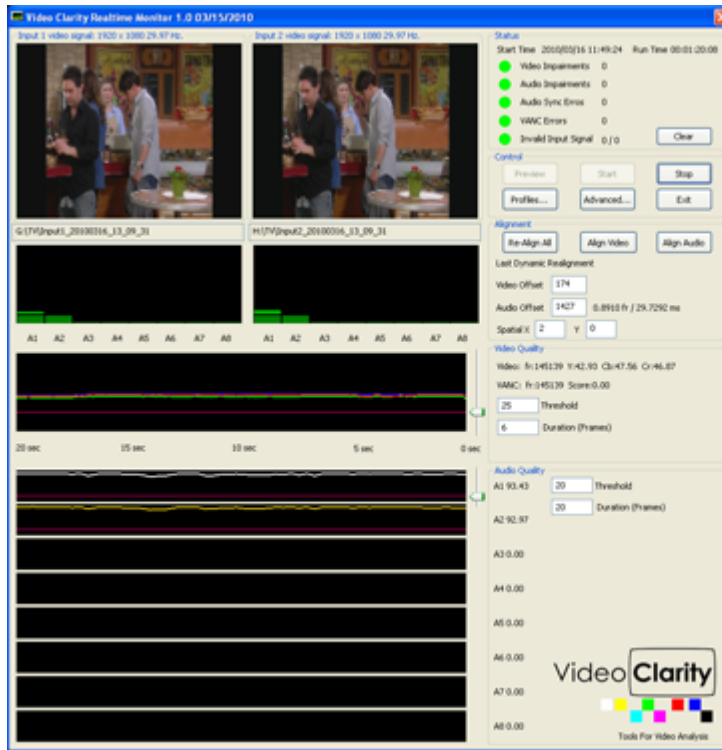 Video Clarity Realtime Monitor 1.0 03/15/2010
Input 1 video signal: 1920 x 1080 29.97 Hz.
Input 2 video signal: 1920 x 1080 29.97 Hz.
G:\TV\Input1_20100316_13_09_31
H:\TV\Input2_20100316_13_09_31
A1 A2 A3 A4 A5 A6 A7 A8
A1 A2 A3 A4 A5 A6 A7 A8
20 sec 15 sec 10 sec 5 sec 0 sec
Status
Start Time 2010/03/16 11:49:24 Run Time 00:01:20:08
Video Impairments 0
Audio Impairments 0
Audio Sync Erros 0
VANC Errors 0
Invalid Input Signal 0 / 0
Clear
Control
Preview Start Stop
Profiles... Advanced... Exit
Alignment
Re-Align All Align Video Align Audio
Last Dynamic Realignment
Video Offset 174
Audio Offset 1427 0.8910 fr / 29.7292 ms
Spatial X 2 Y 0
Video Quality
Video: fr:145139 Y:42.93 Cb:47.56 Cr:46.87
VANC: fr:145139 Score:0.00
25 Threshold
6 Duration (Frames)
Audio Quality
A1 93.43 20 Threshold
20 Duration (Frames)
A2 92.97
A3 0.00
A4 0.00
A5 0.00
A6 0.00
A7 0.00
A8 0.00
Video Clarity
Tools For Video Analysis